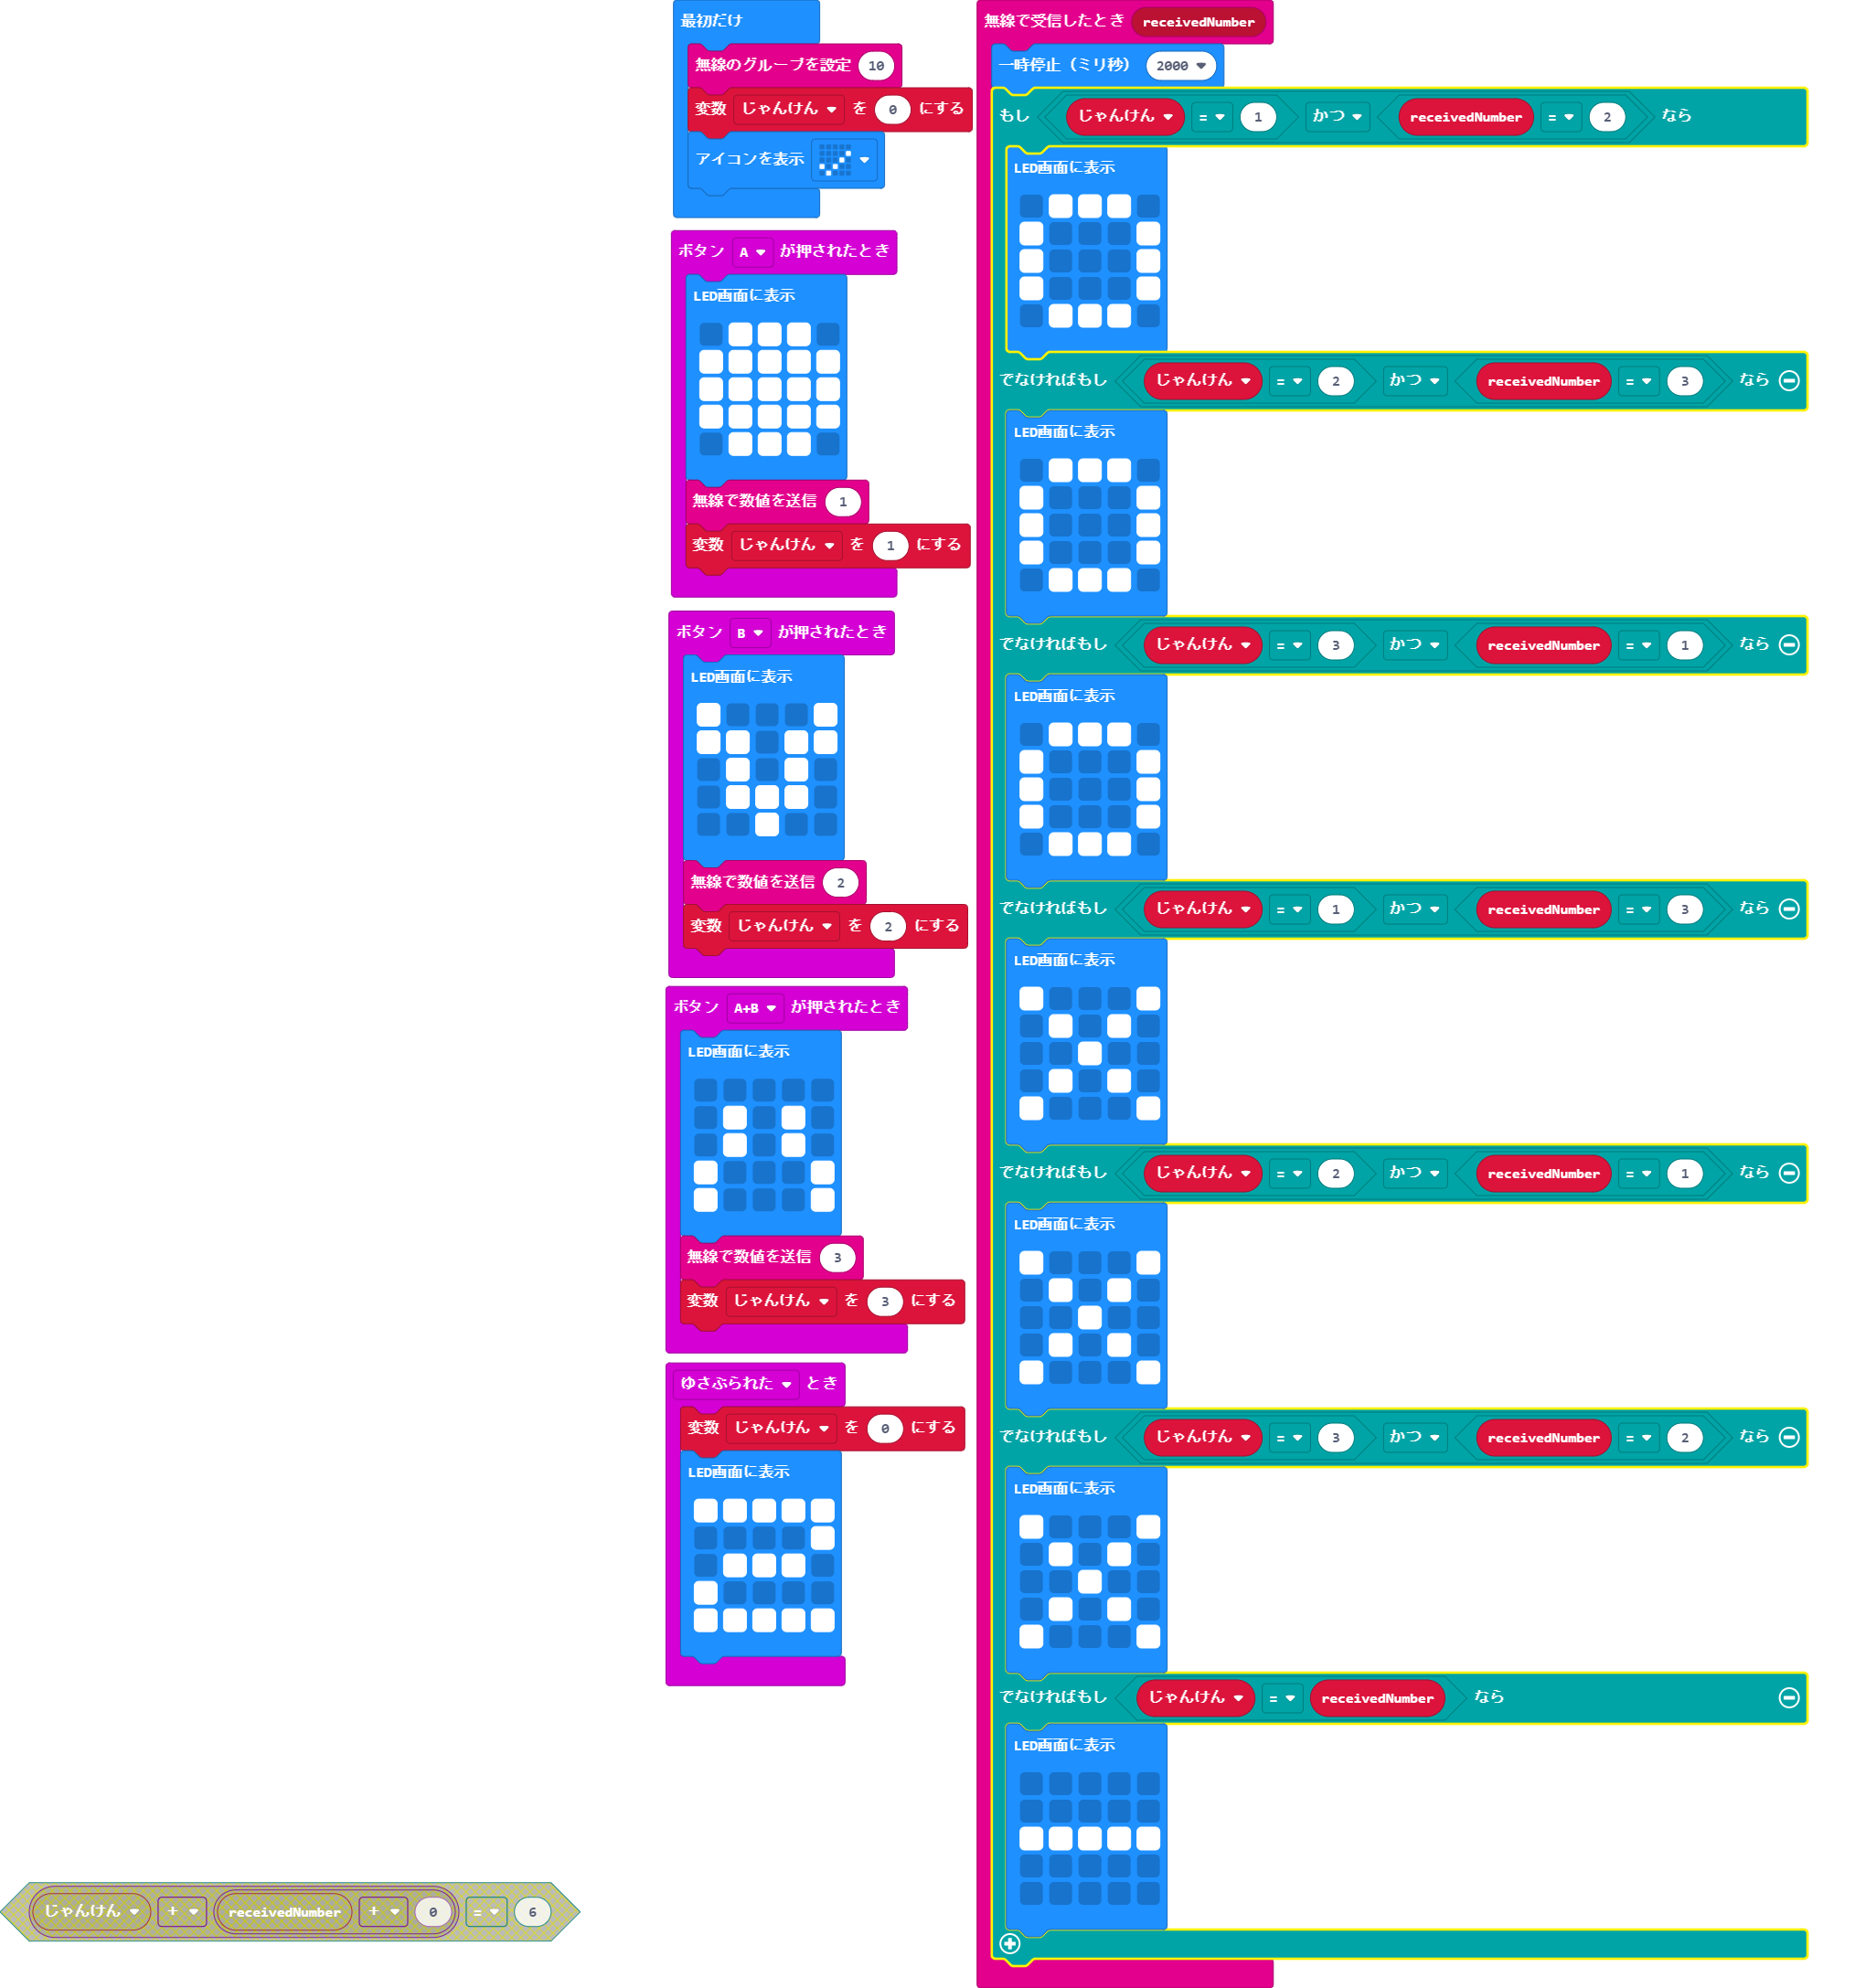 最初だけ
無線のグループを設定 10
変数 じゃんけん を 0 にする
アイコンを表示
ボタン A が押されたとき
LED画面に表示
無線で数値を送信 1
変数 じゃんけん を 1 にする
ボタン B が押されたとき
LED画面に表示
無線で数値を送信 2
変数 じゃんけん を 2 にする
ボタン A+B が押されたとき
LED画面に表示
無線で数値を送信 3
変数 じゃんけん を 3 にする
ゆさぶられた とき
変数 じゃんけん を 0 にする
LED画面に表示
無線で受信したとき receivedNumber
一時停止（ミリ秒） 2000
もし じゃんけん = 1 かつ receivedNumber = 2 なら
LED画面に表示
でなければもし じゃんけん = 2 かつ receivedNumber = 3 なら
LED画面に表示
でなければもし じゃんけん = 3 かつ receivedNumber = 1 なら
LED画面に表示
でなければもし じゃんけん = 1 かつ receivedNumber = 3 なら
LED画面に表示
でなければもし じゃんけん = 2 かつ receivedNumber = 1 なら
LED画面に表示
でなければもし じゃんけん = 3 かつ receivedNumber = 2 なら
LED画面に表示
でなければもし じゃんけん = receivedNumber なら
LED画面に表示
じゃんけん + receivedNumber + 0 = 6